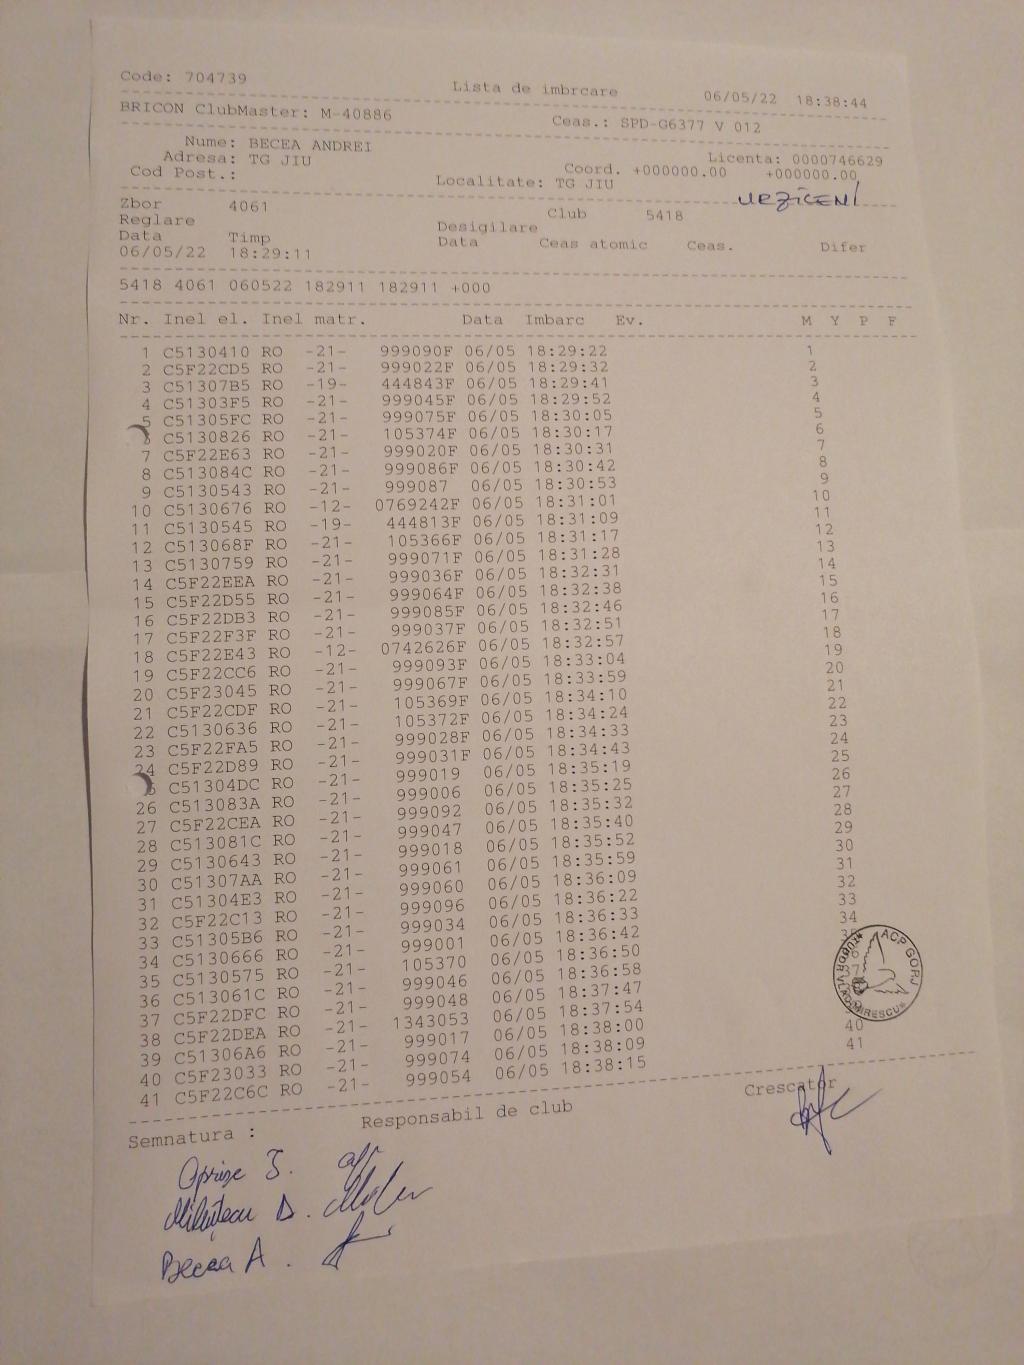 Code: 704739 Lista de imbrcare 06/05/22 18:38:44
BRICON ClubMaster: M-40886 Ceas.: SPD-G6377 V 012
Nume: BECEA ANDREI Licenta: 0000746629
Adresa: TG JIU Coord. +000000.00 +000000.00
Cod Post.: Localitate: TG JIU
URZICENI
Zbor 4061 Club 5418
Reglare Desigilare
Data Timp Data Ceas atomic Ceas. Difer
06/05/22 18:29:11
5418 4061 060522 182911 182911 +000
Nr. Inel el. Inel matr. Data Imbarc Ev. M Y P F
1 C5130410 RO -21- 999090F 06/05 18:29:22 1
2 C5F22CD5 RO -21- 999022F 06/05 18:29:32 2
3 C51307B5 RO -19- 444843F 06/05 18:29:41 3
4 C51303F5 RO -21- 999045F 06/05 18:29:52 4
5 C51305FC RO -21- 999075F 06/05 18:30:05 5
C5130826 RO -21- 105374F 06/05 18:30:17 6
7 C5F22E63 RO -21- 999020F 06/05 18:30:31 7
8 C513084C RO -21- 999086F 06/05 18:30:42 8
9 C5130543 RO -21- 999087 06/05 18:30:53 9
10 C5130676 RO -12- 0769242F 06/05 18:31:01 10
11 C5130545 RO -19- 444813F 06/05 18:31:09 11
12 C513068F RO -21- 105366F 06/05 18:31:17 12
13 C5130759 RO -21- 999071F 06/05 18:31:28 13
14 C5F22EEA RO -21- 999036F 06/05 18:32:31 14
15 C5F22D55 RO -21- 999064F 06/05 18:32:38 15
16 C5F22DB3 RO -21- 999085F 06/05 18:32:46 16
17 C5F22F3F RO -21- 999037F 06/05 18:32:51 17
18 C5F22E43 RO -12- 0742626F 06/05 18:32:57 18
19 C5F22CC6 RO -21- 999093F 06/05 18:33:04 19
20 C5F23045 RO -21- 999067F 06/05 18:33:59 20
21 C5F22CDF RO -21- 105369F 06/05 18:34:10 21
22 C5130636 RO -21- 105372F 06/05 18:34:24 22
23 C5F22FA5 RO -21- 999028F 06/05 18:34:33 23
24 C5F22D89 RO -21- 999031F 06/05 18:34:43 24
C51304DC RO -21- 999019 06/05 18:35:19 25
26 C513083A RO -21- 999006 06/05 18:35:25 26
27 C5F22CEA RO -21- 999092 06/05 18:35:32 27
28 C513081C RO -21- 999047 06/05 18:35:40 28
29 C5130643 RO -21- 999018 06/05 18:35:52 29
30 C51307AA RO -21- 999061 06/05 18:35:59 30
31 C51304E3 RO -21- 999060 06/05 18:36:09 31
32 C5F22C13 RO -21- 999096 06/05 18:36:22 32
33 C51305B6 RO -21- 999034 06/05 18:36:33 33
34 C5130666 RO -21- 999001 06/05 18:36:42 34
35 C5130575 RO -21- 105370 06/05 18:36:50
36 C513061C RO -21- 999046 06/05 18:36:58
37 C5F22DFC RO -21- 999048 06/05 18:37:47 37
38 C5F22DEA RO -21- 1343053 06/05 18:37:54
39 C51306A6 RO -21- 999017 06/05 18:38:00
40 C5F23033 RO -21- 999074 06/05 18:38:09 40
41 C5F22C6C RO -21- 999054 06/05 18:38:15 41
ACP GORJ
Semnatura : Responsabil de club Crescator
Becea A.